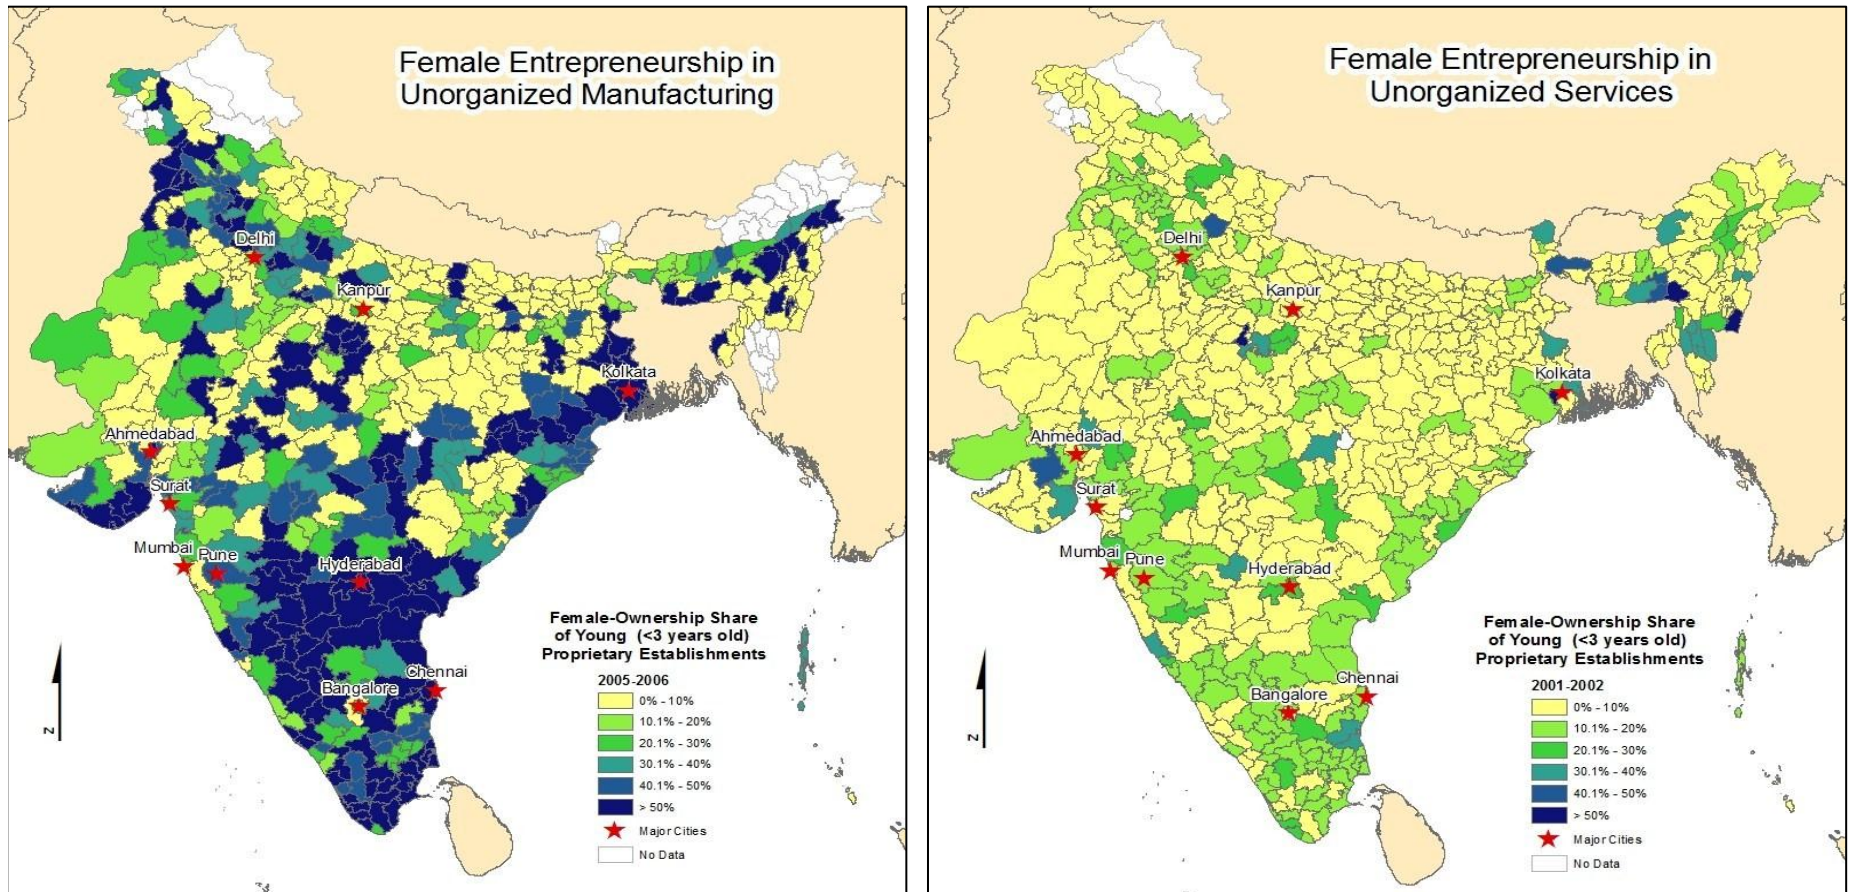 Female Entrepreneurship in
Unorganized Manufacturing
Delhi
Kanpur
Kolkata
Ahmedabad
Surat
Mumbai
Pune
Hyderabad
Chennai
Bangalore
Female-Ownership Share
of Young (<3 years old)
Proprietary Establishments
2005-2006
0% - 10%
10.1% - 20%
20.1% - 30%
30.1% - 40%
40.1% - 50%
> 50%
Major Cities
No Data
N
Female Entrepreneurship in
Unorganized Services
Delhi
Kanpur
Kolkata
Ahmedabad
Surat
Mumbai
Pune
Hyderabad
Chennai
Bangalore
Female-Ownership Share
of Young (<3 years old)
Proprietary Establishments
2001-2002
0% - 10%
10.1% - 20%
20.1% - 30%
30.1% - 40%
40.1% - 50%
> 50%
Major Cities
No Data
N